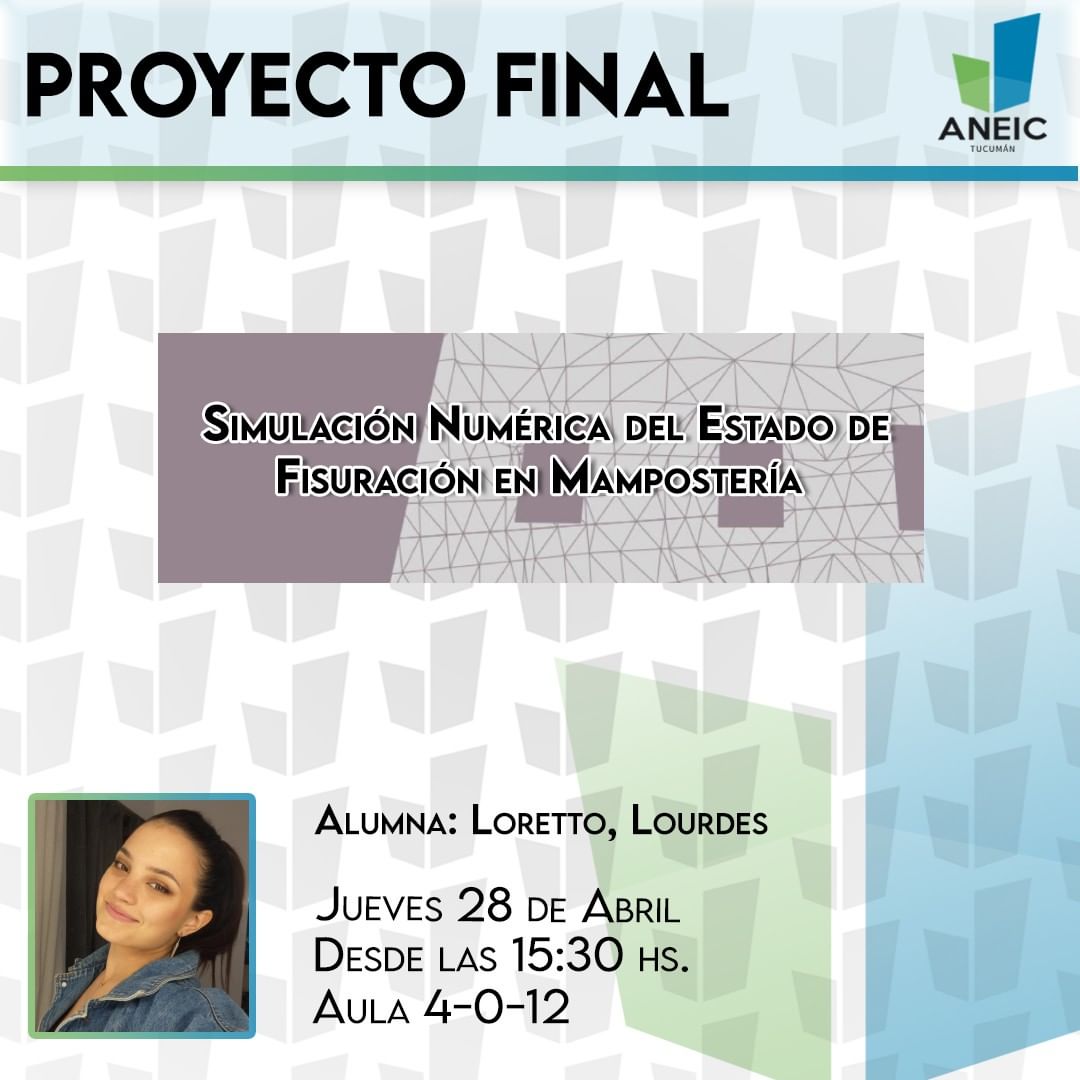 PROYECTO FINAL
ANEIC
TUCUMÁN
SIMULACIÓN NUMÉRICA DEL ESTADO DE
FISURACIÓN EN MAMPOSTERÍA
ALUMNA: LORETTO, LOURDES
JUEVES 28 DE ABRIL
DESDE LAS 15:30 HS.
AULA 4-0-12